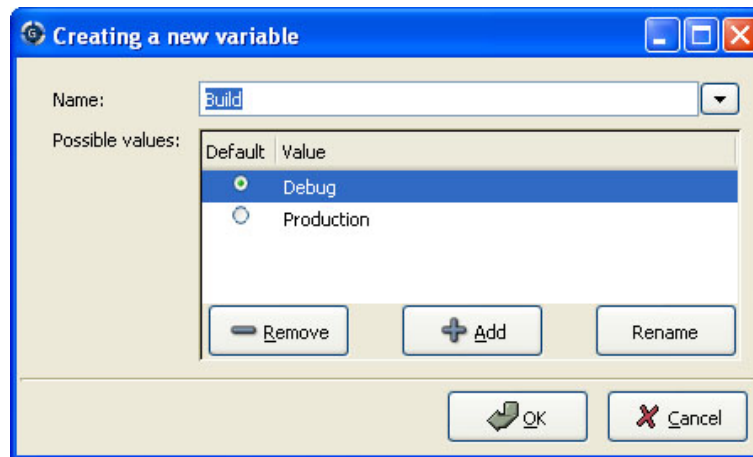 Creating a new variable
Name:
Build
Possible values:
Default Value
Debug
Production
Remove Add Rename
OK Cancel